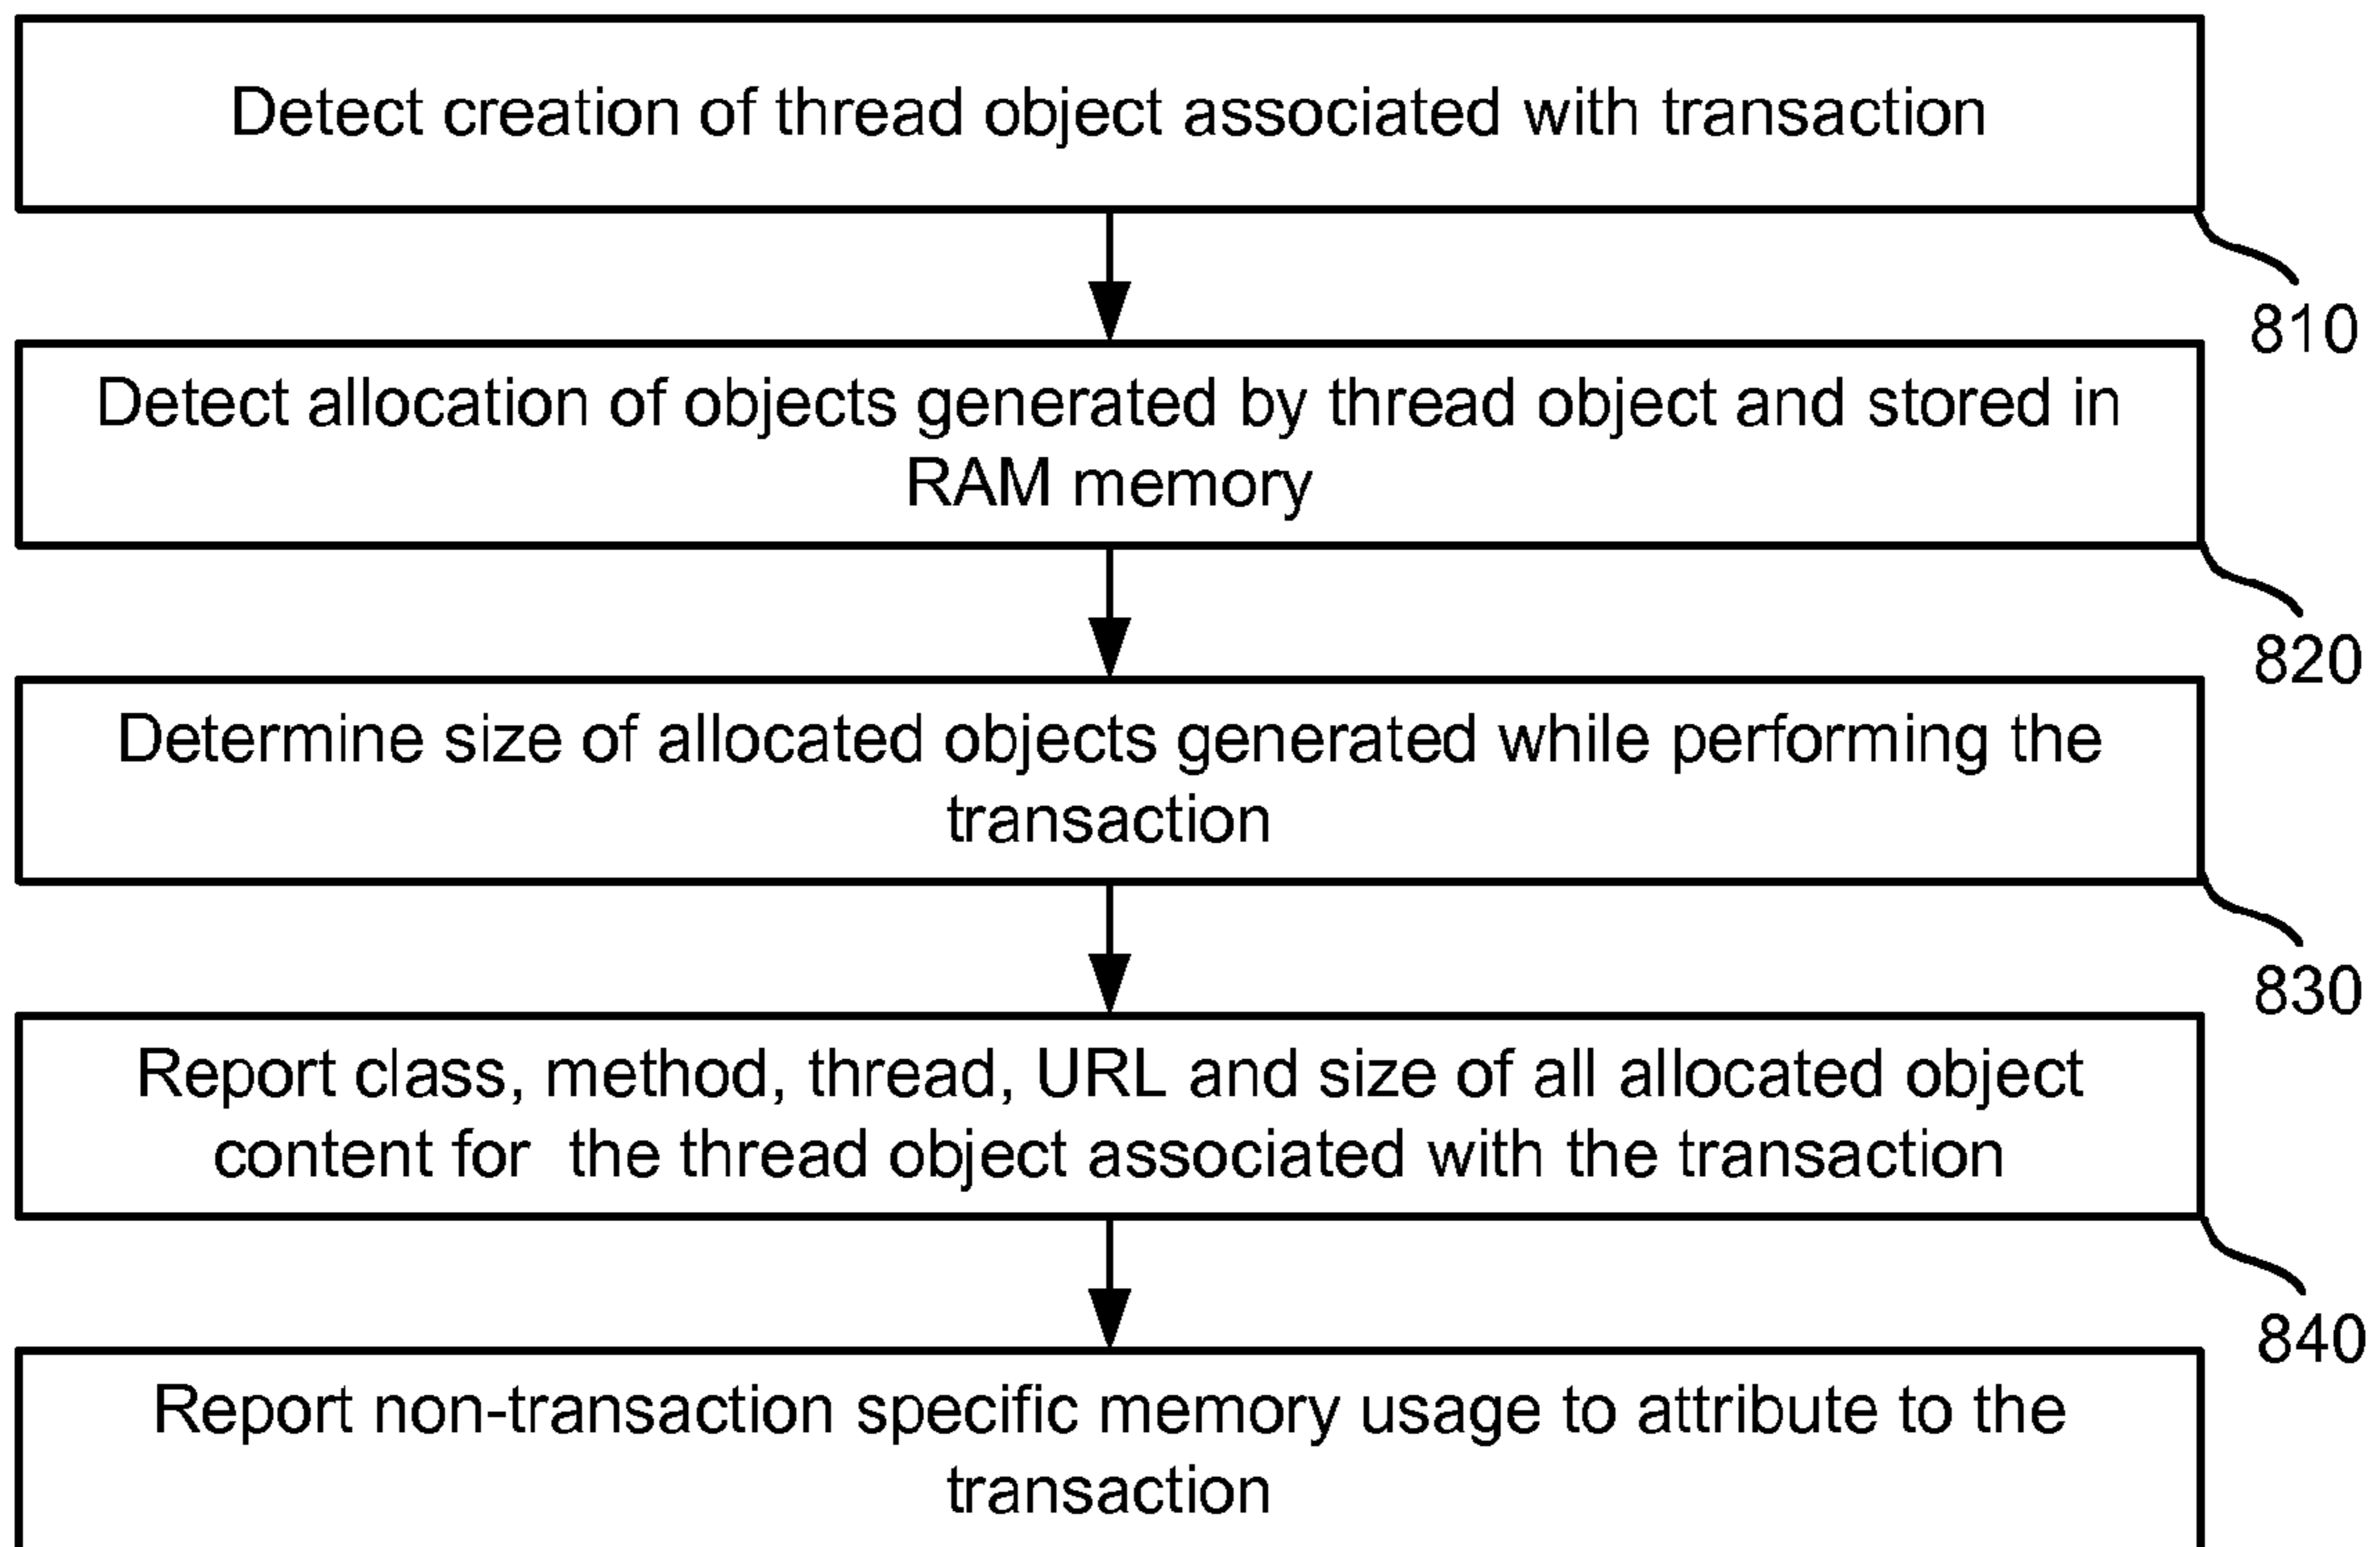 Detect creation of thread object associated with transaction
810
Detect allocation of objects generated by thread object and stored in
RAM memory
820
Determine size of allocated objects generated while performing the
transaction
830
Report class, method, thread, URL and size of all allocated object
content for the thread object associated with the transaction
840
Report non-transaction specific memory usage to attribute to the
transaction